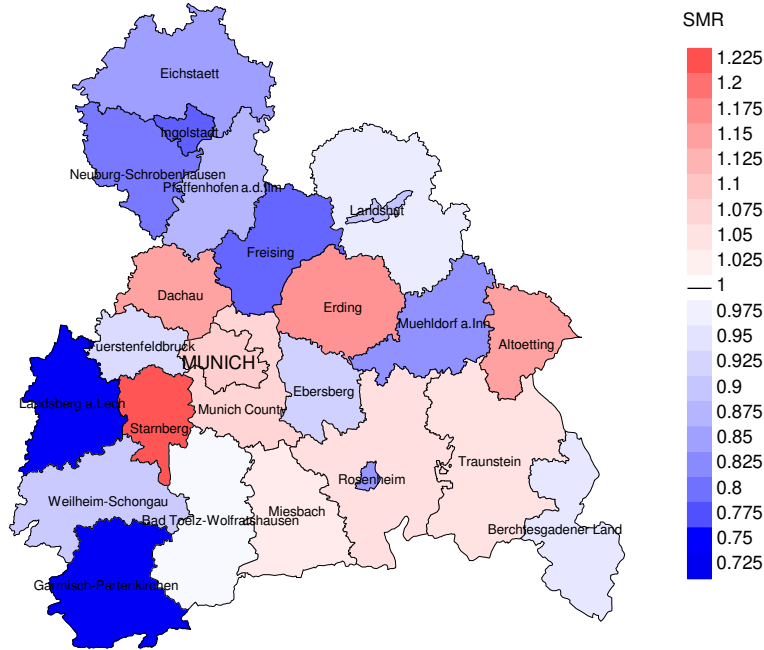 SMR
Eichstaett
Ingolstadt
Neuburg-Schrobenhausen
Pfaffenhofen a.d.Ilm
Landshut
Freising
Dachau
Erding
Muehldorf a.Inn
Altoetting
Fuerstenfeldbruck
MUNICH
Ebersberg
Landsberg a.Lech
Munich County
Starnberg
Traunstein
Rosenheim
Weilheim-Schongau
Miesbach
Bad Toelz-Wolfratshausen
Berchtesgadener Land
Garmisch-Partenkirchen
1.225
1.2
1.175
1.15
1.125
1.1
1.075
1.05
1.025
1
0.975
0.95
0.925
0.9
0.875
0.85
0.825
0.8
0.775
0.75
0.725